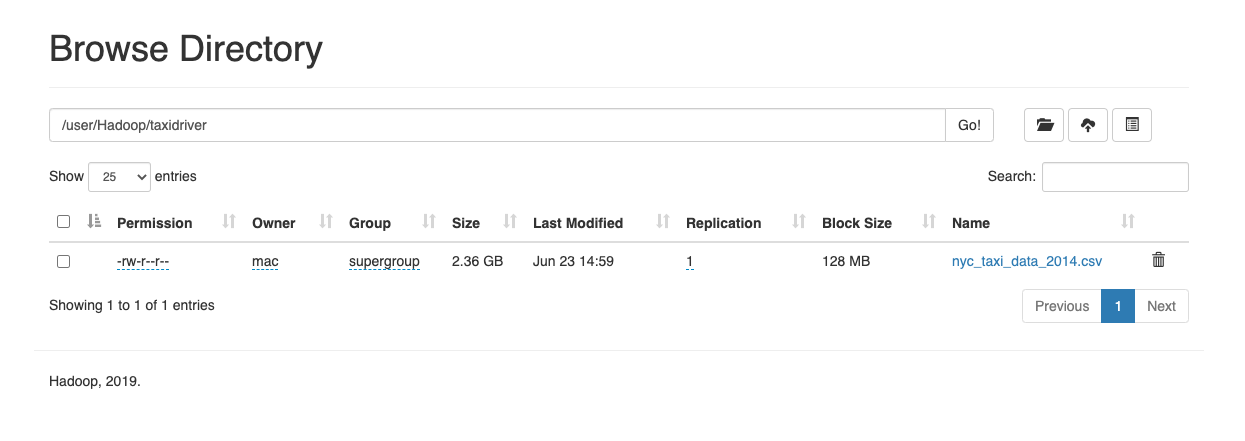 Browse Directory
/user/Hadoop/taxidriver Go!
Show 25 entries Search:
Permission Owner Group Size Last Modified Replication Block Size Name
-rw-r--r-- mac supergroup 2.36 GB Jun 23 14:59 1 128 MB nyc_taxi_data_2014.csv
Showing 1 to 1 of 1 entries Previous 1 Next
Hadoop, 2019.